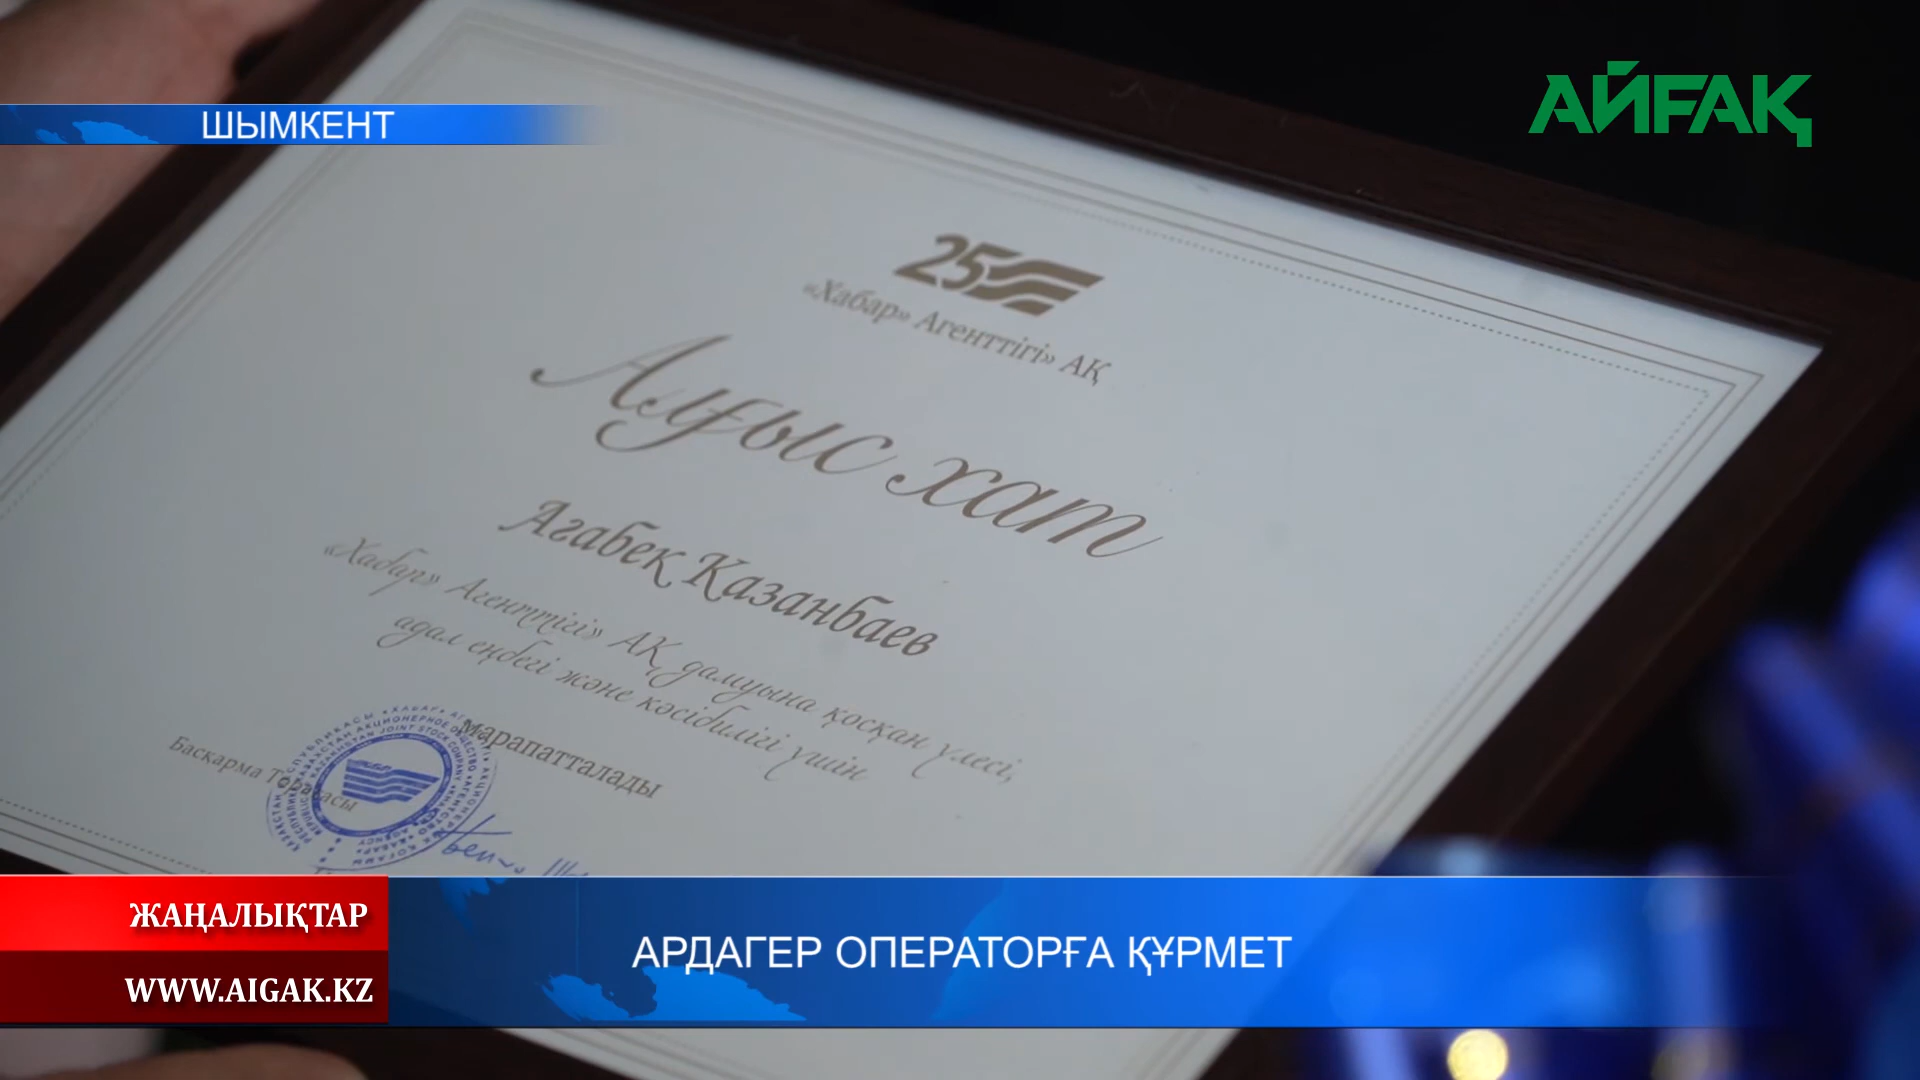 ШЫМКЕНТ
АЙҒАҚ
25
«Хабар» Агенттігі» АҚ
Алғыс хат
Агабек Казанбаев
«Хабар» Агенттігі» АҚ дамуына қосқан үлесі,
адал еңбегі және кәсібилігі үшін
марапатталады
Басқарма Төрағасы
ЖАҢАЛЫҚТАР
WWW.AIGAK.KZ
АРДАГЕР ОПЕРАТОРҒА ҚҰРМЕТ